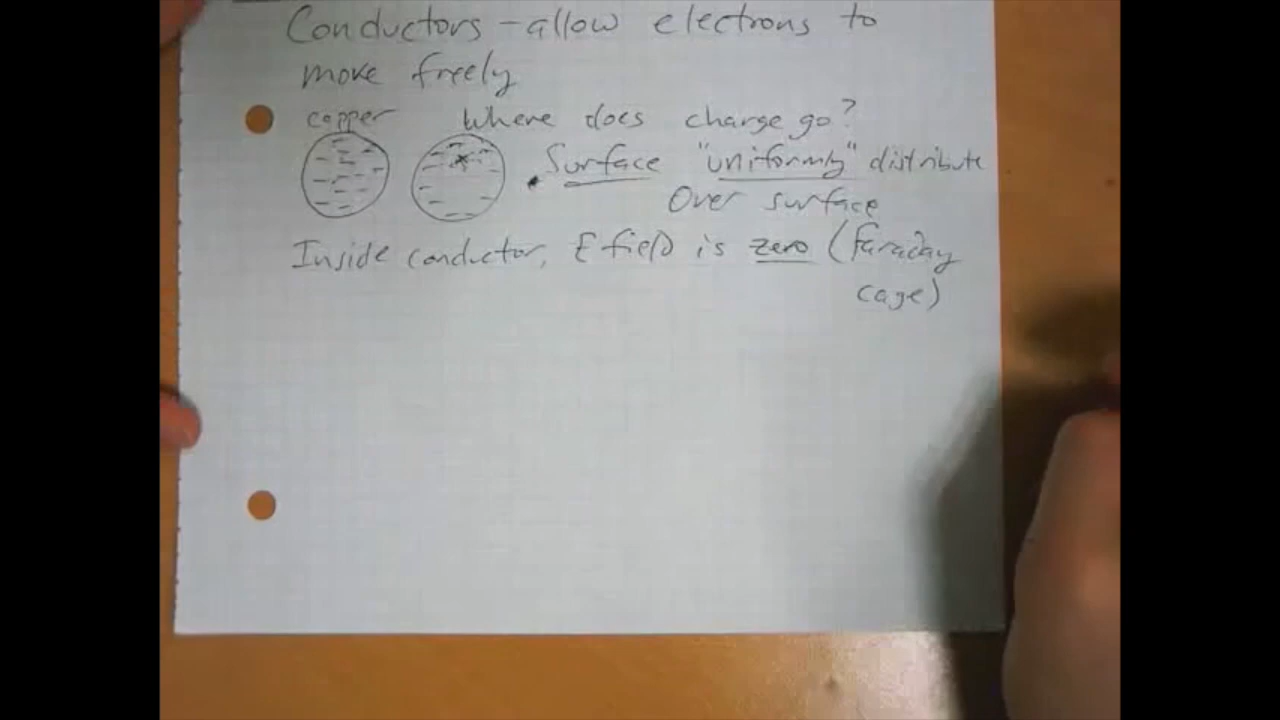 Conductors - allow electrons to
move freely
copper Where does charge go?
Surface "uniformly" distribute
Over surface
Inside conductor, E field is zero (faraday
cage)